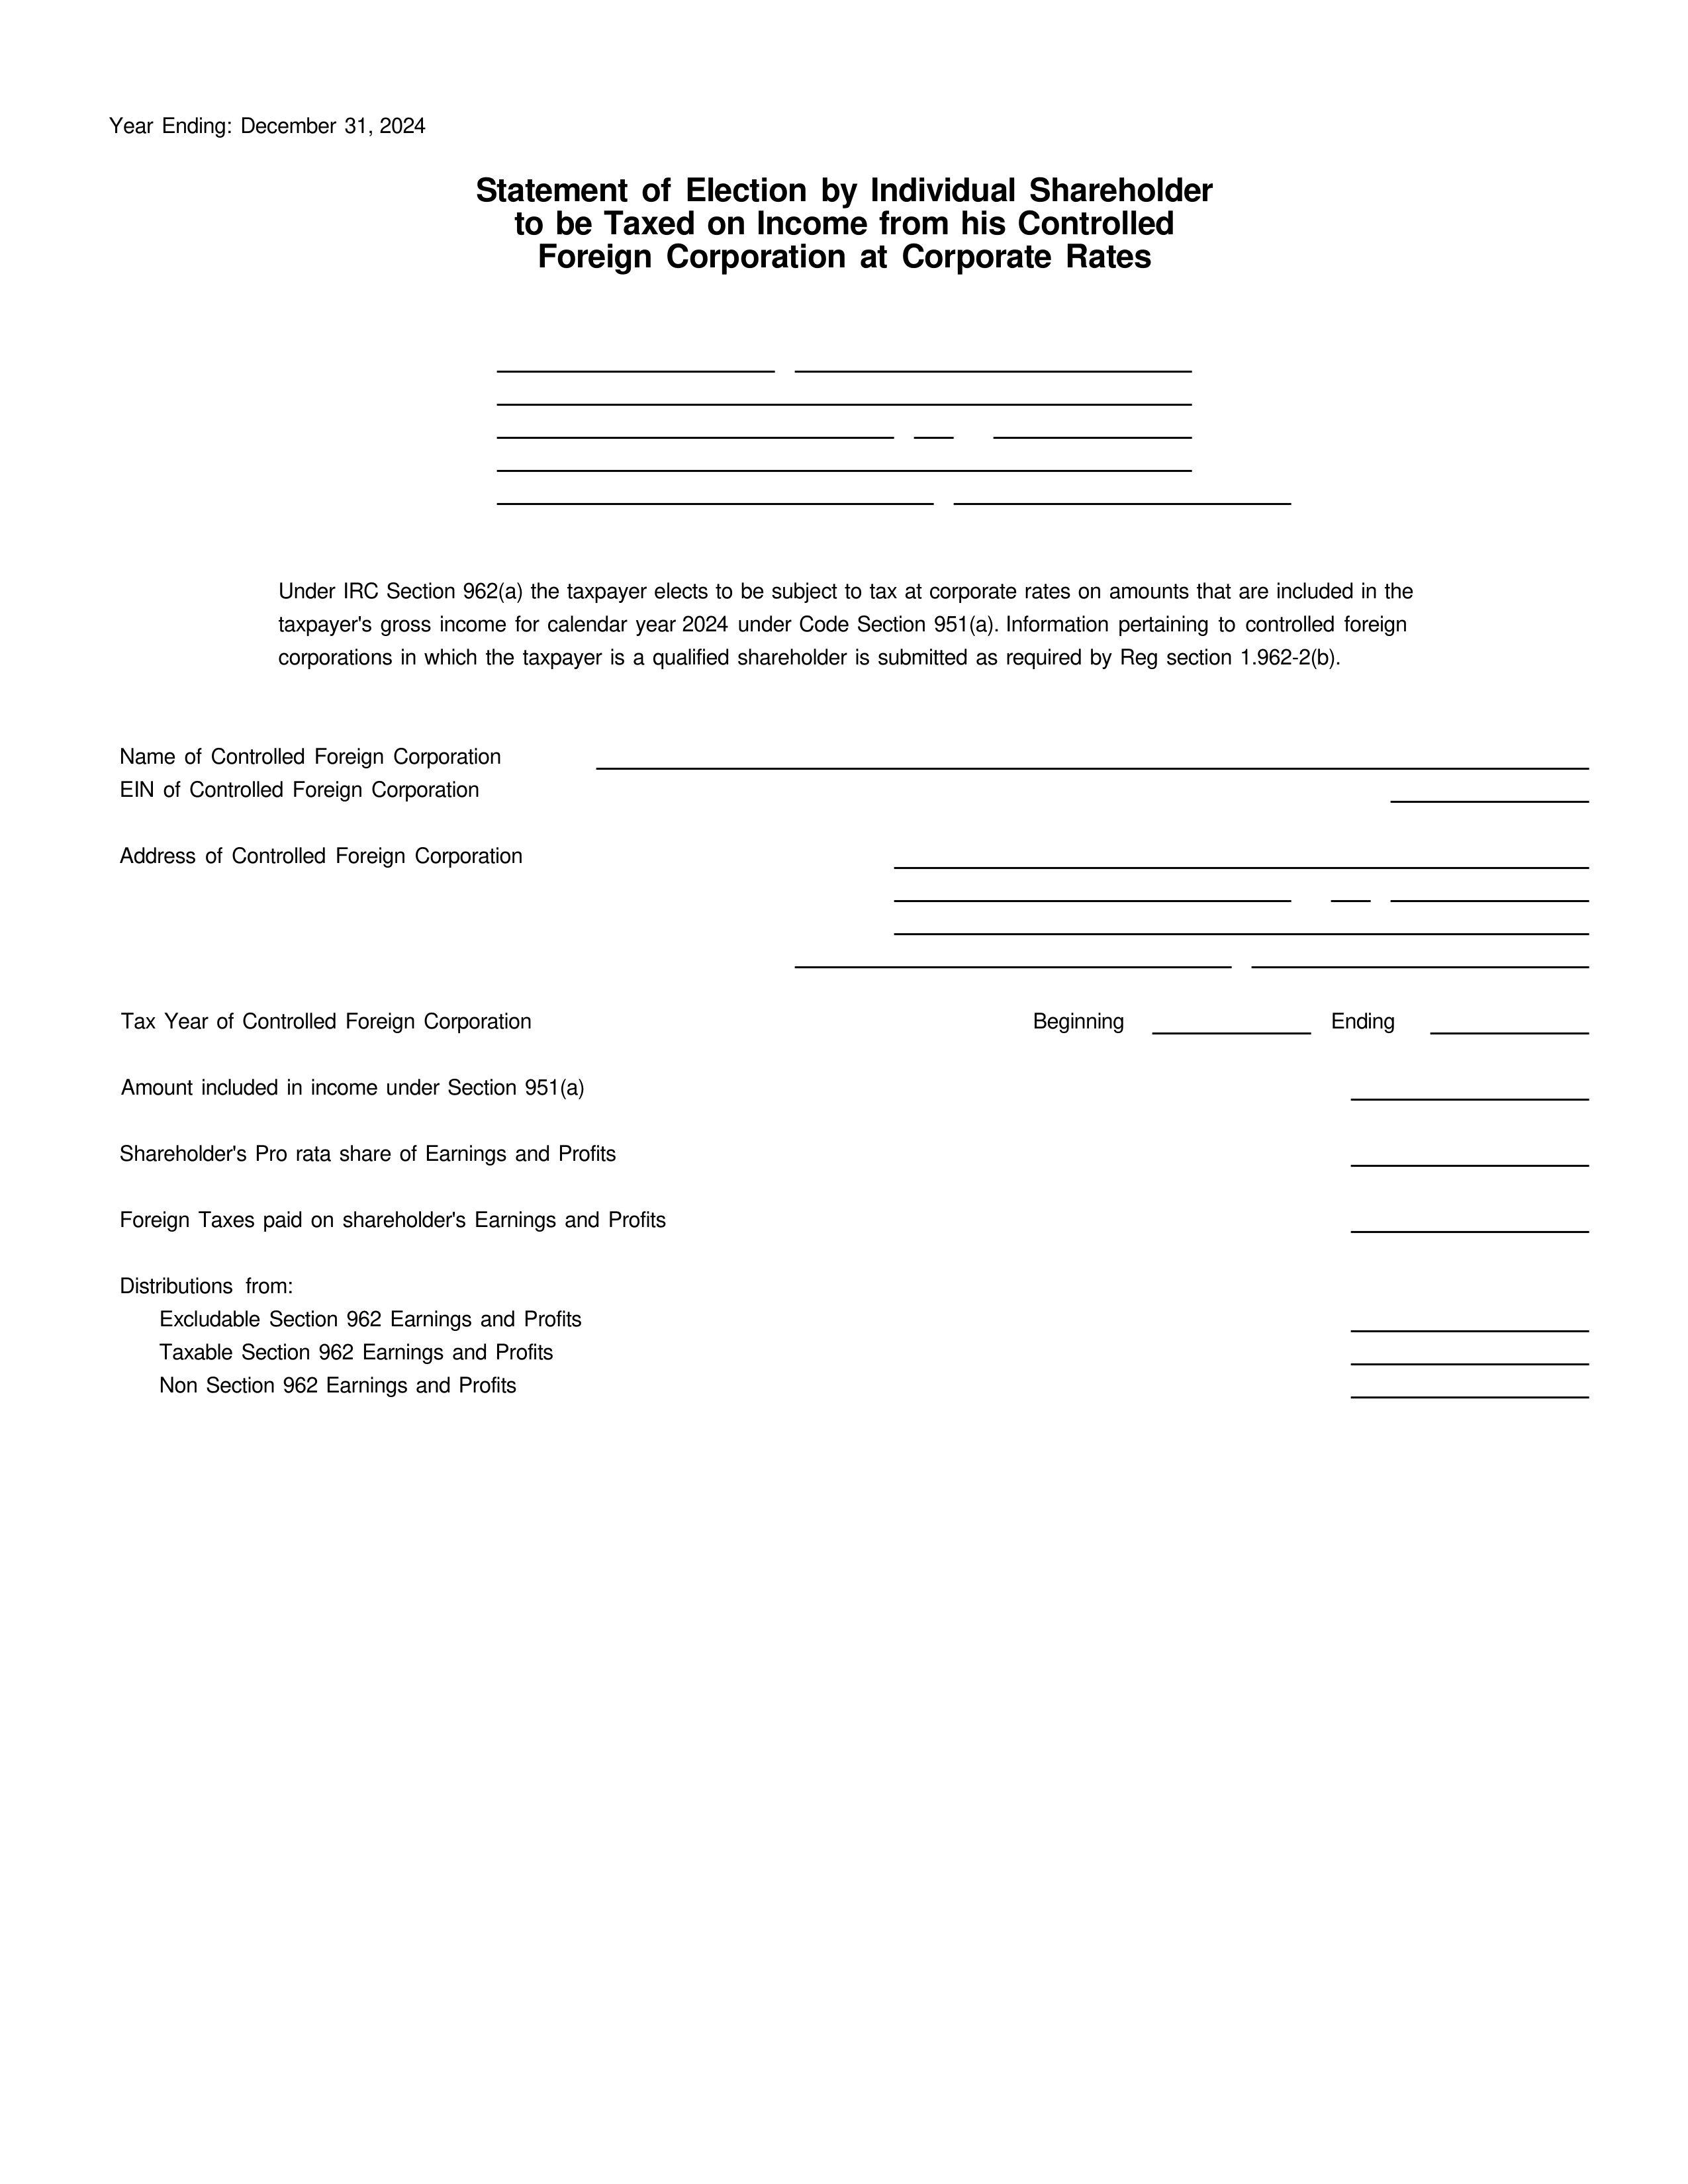 Year Ending: December 31, 2024
Statement of Election by Individual Shareholder
to be Taxed on Income from his Controlled
Foreign Corporation at Corporate Rates
Under IRC Section 962(a) the taxpayer elects to be subject to tax at corporate rates on amounts that are included in the
taxpayer's gross income for calendar year 2024 under Code Section 951(a). Information pertaining to controlled foreign
corporations in which the taxpayer is a qualified shareholder is submitted as required by Reg section 1.962-2(b).
Name of Controlled Foreign Corporation
EIN of Controlled Foreign Corporation
Address of Controlled Foreign Corporation
Tax Year of Controlled Foreign Corporation Beginning Ending
Amount included in income under Section 951(a)
Shareholder's Pro rata share of Earnings and Profits
Foreign Taxes paid on shareholder's Earnings and Profits
Distributions from:
Excludable Section 962 Earnings and Profits
Taxable Section 962 Earnings and Profits
Non Section 962 Earnings and Profits